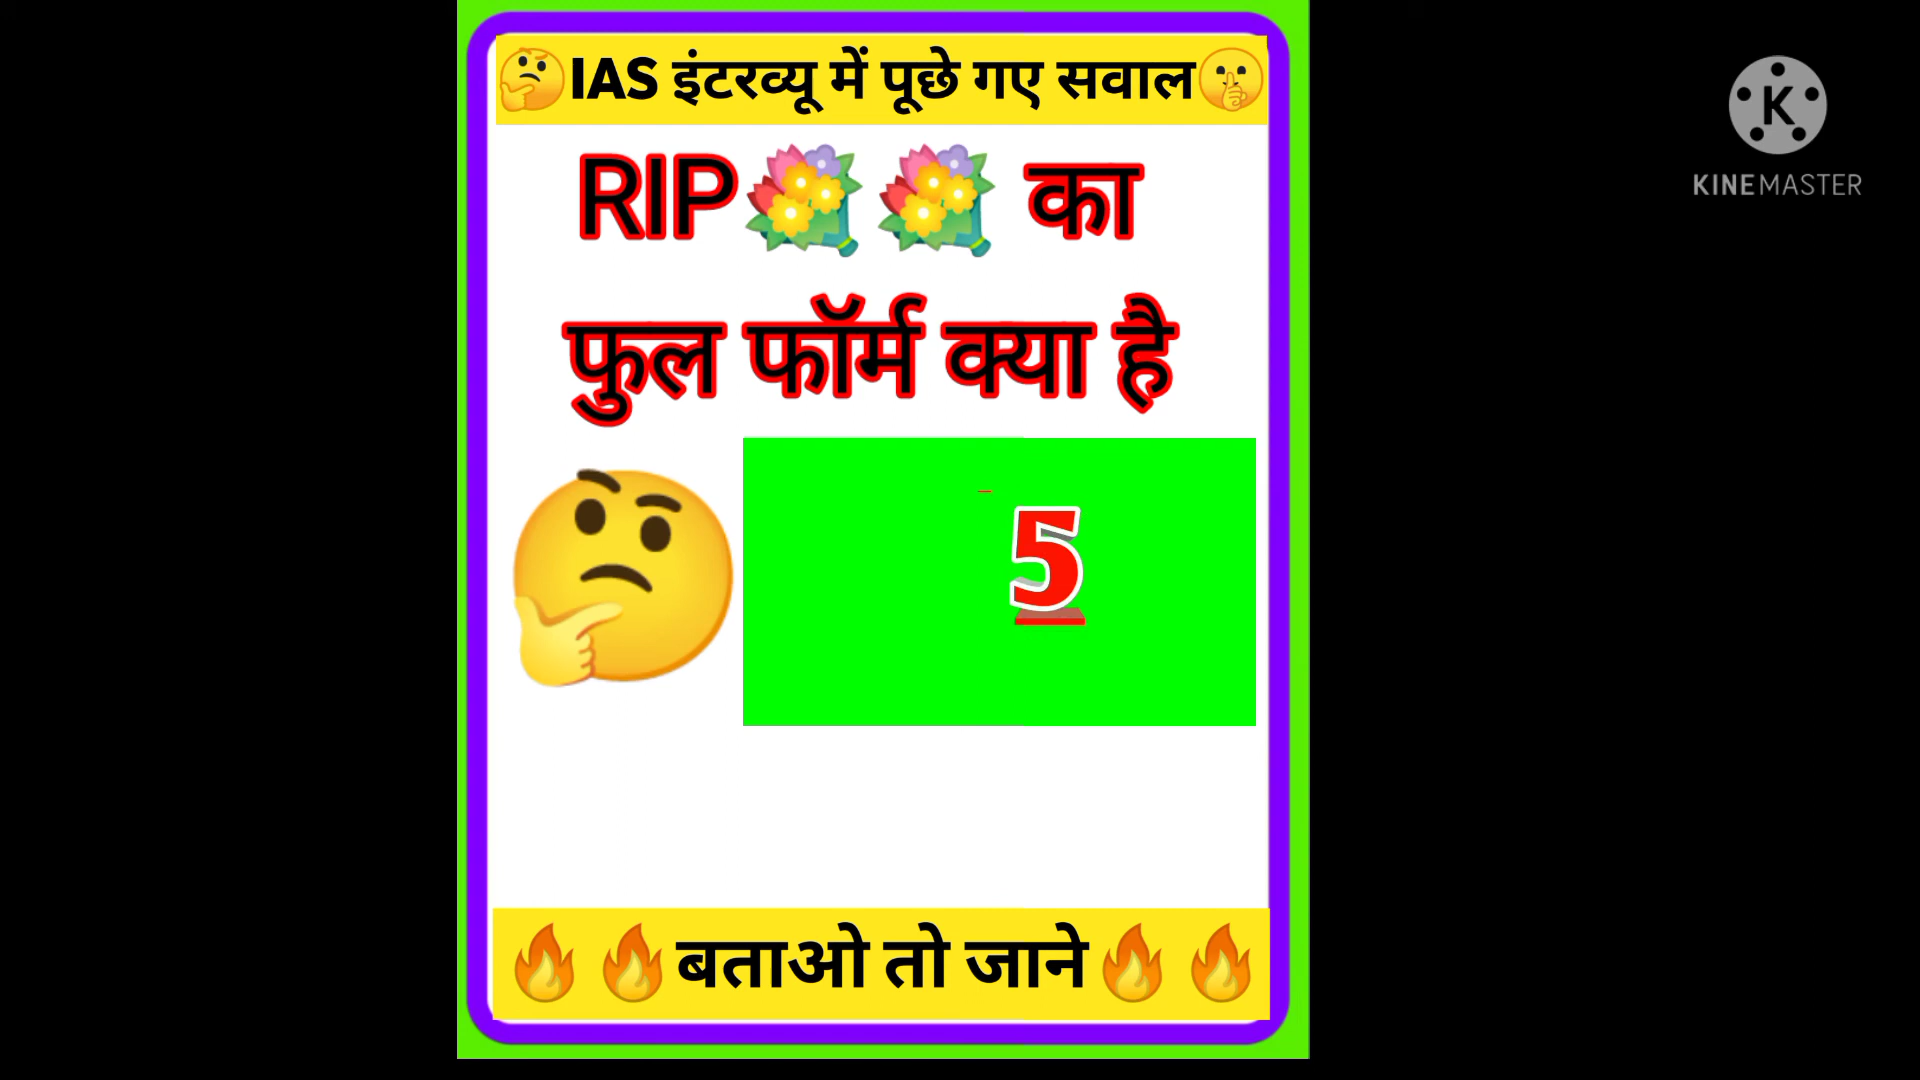 🤔IAS इंटरव्यू में पूछे गए सवाल🤫
RIP💐💐 का
फुल फॉर्म क्या है
5
🔥🔥बताओ तो जाने🔥🔥
K
KINEMASTER